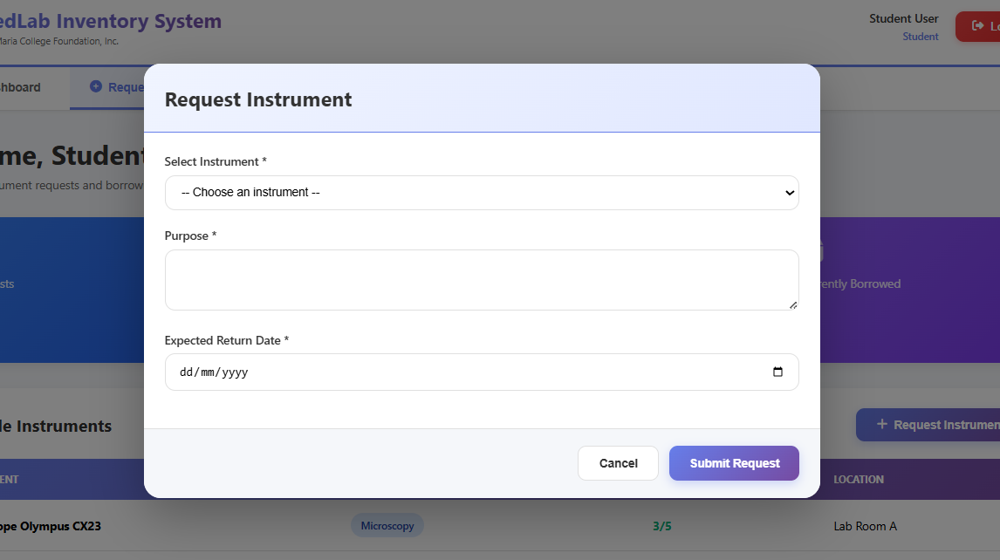 edLab Inventory System
Maria College Foundation, Inc.
Student User
Student
Lo
hboard
Reque
Request Instrument
me, Student
ument requests and borrow
Select Instrument *
-- Choose an instrument --
Purpose *
sts
ently Borrowed
Expected Return Date *
dd/mm/yyyy
le Instruments
Request Instrumen
Cancel
Submit Request
ENT
LOCATION
ope Olympus CX23
Microscopy
3/5
Lab Room A